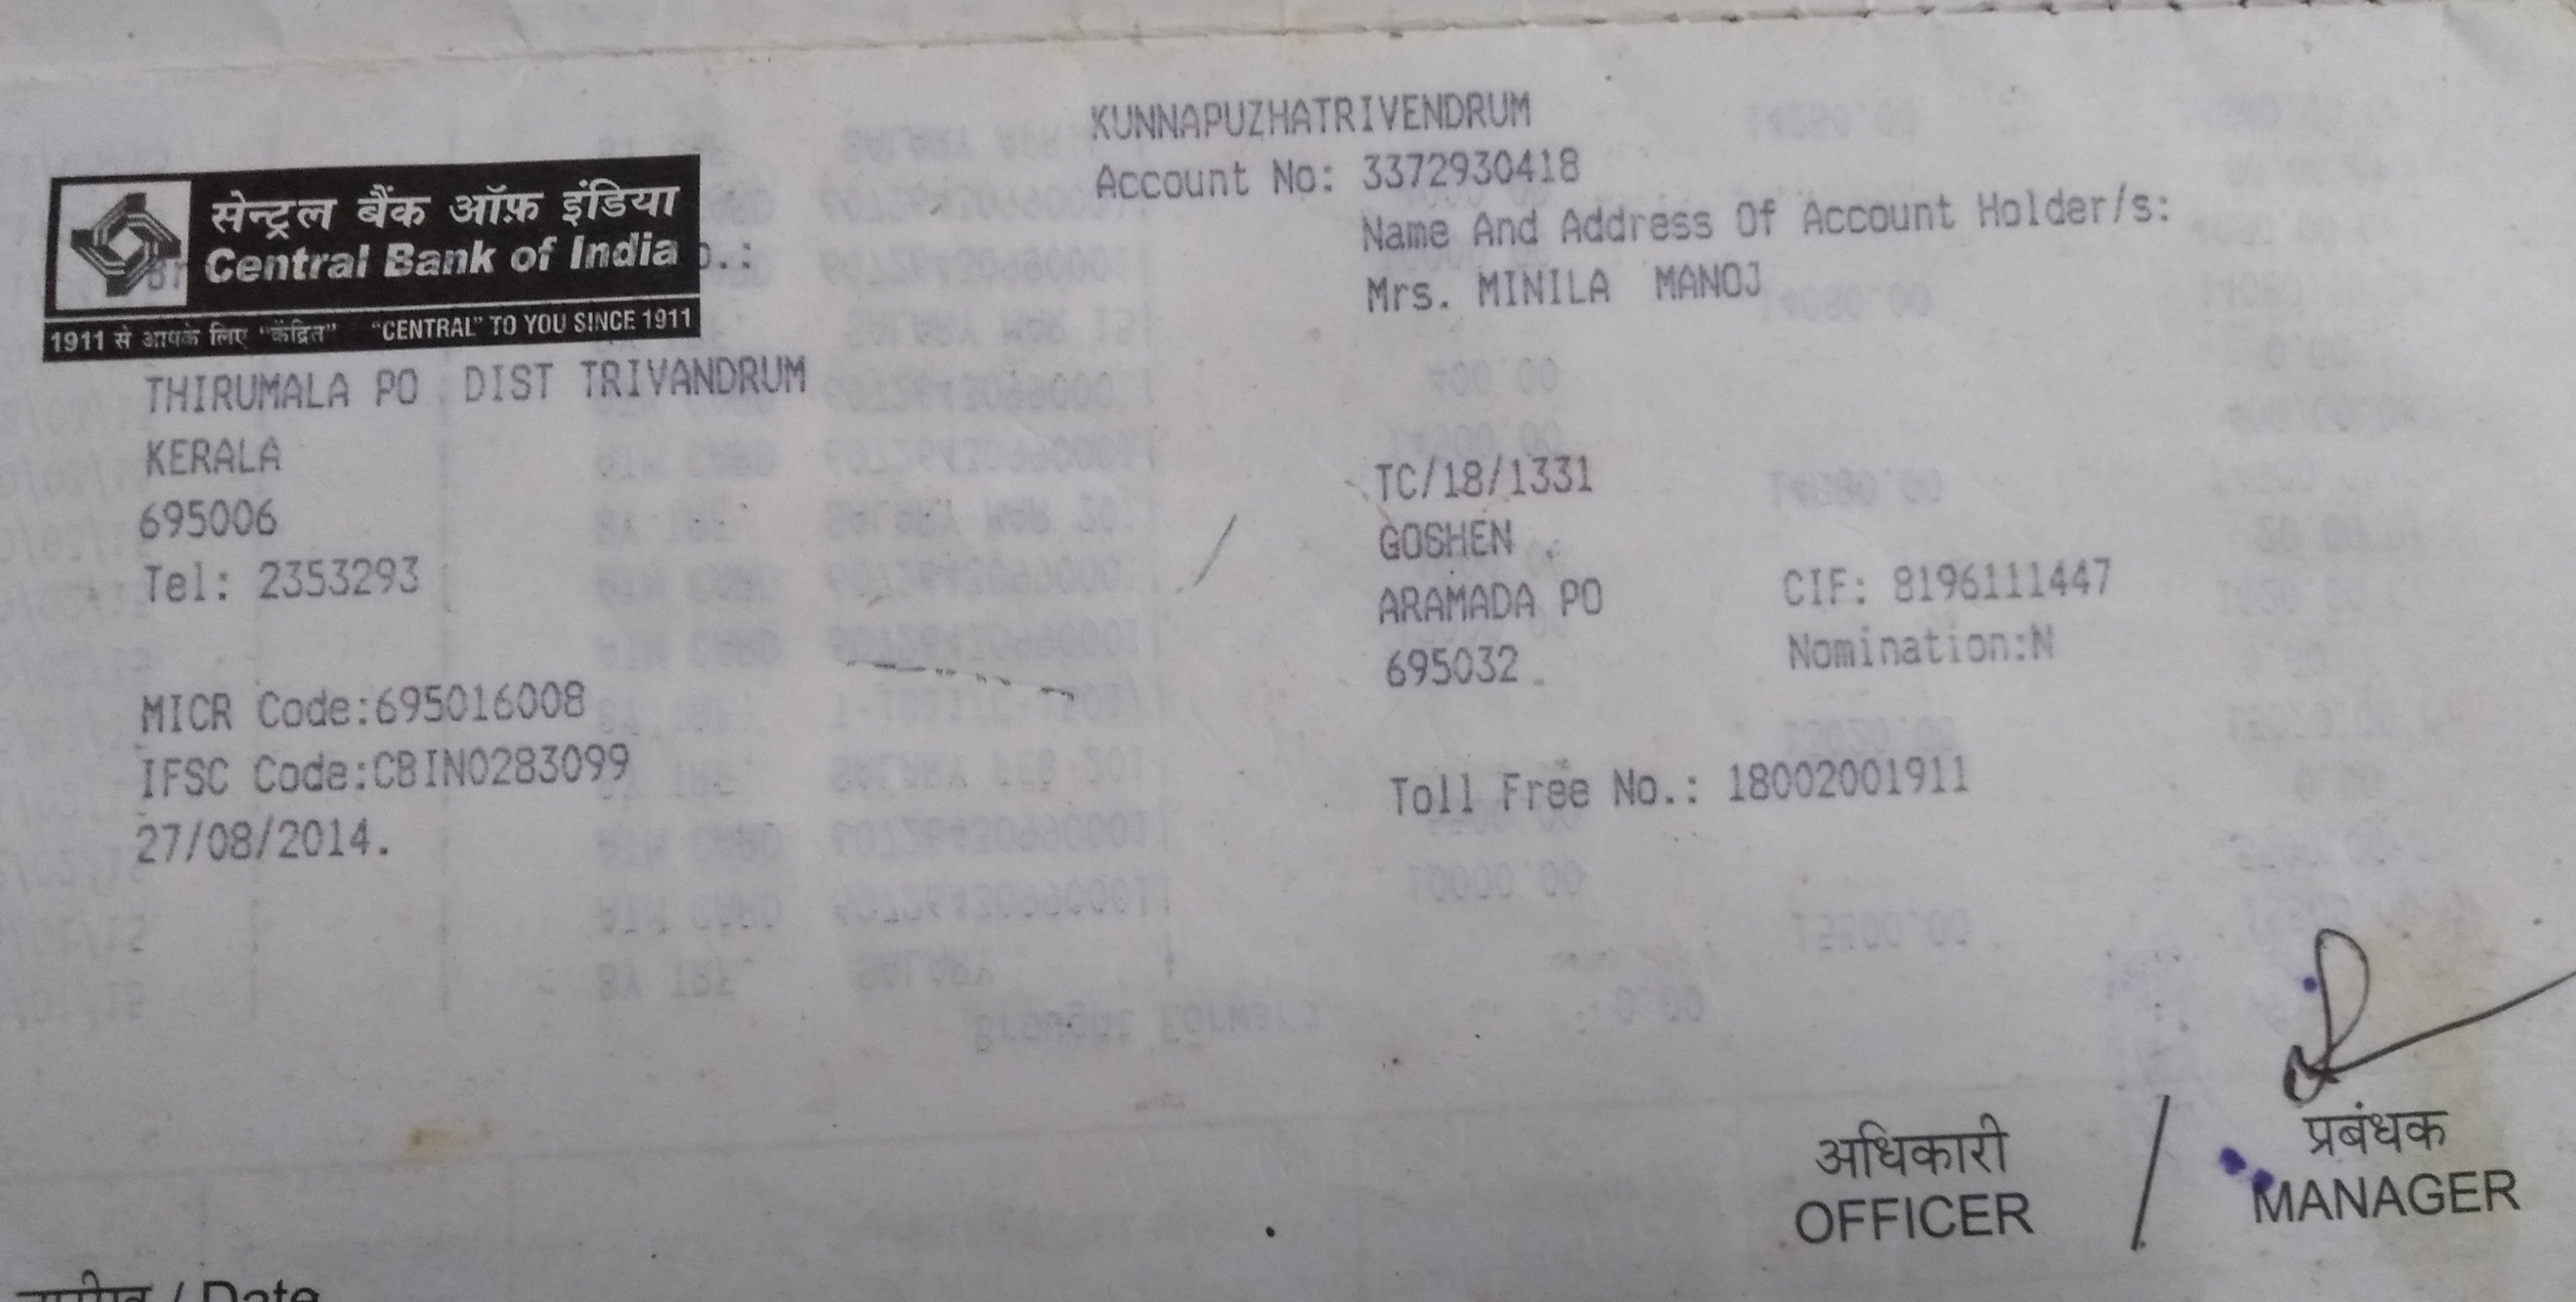 KUNNAPUZHATRIVENDRUM
Account No: 3372930418
Name And Address Of Account Holder/s:
Mrs. MINILA MANOJ
सेन्ट्रल बैंक ऑफ़ इंडिया
Central Bank of India
1911 से आपके लिए "केंद्रित" "CENTRAL" TO YOU SINCE 1911
THIRUMALA PO DIST TRIVANDRUM
KERALA
695006
Tel: 2353293
MICR Code:695016008
IFSC Code:CBIN0283099
27/08/2014.
TC/18/1331
GOSHEN
ARAMADA PO
695032
CIF: 8196111447
Nomination:N
Toll Free No.: 18002001911
अधिकारी / प्रबंधक
OFFICER MANAGER
/ Date